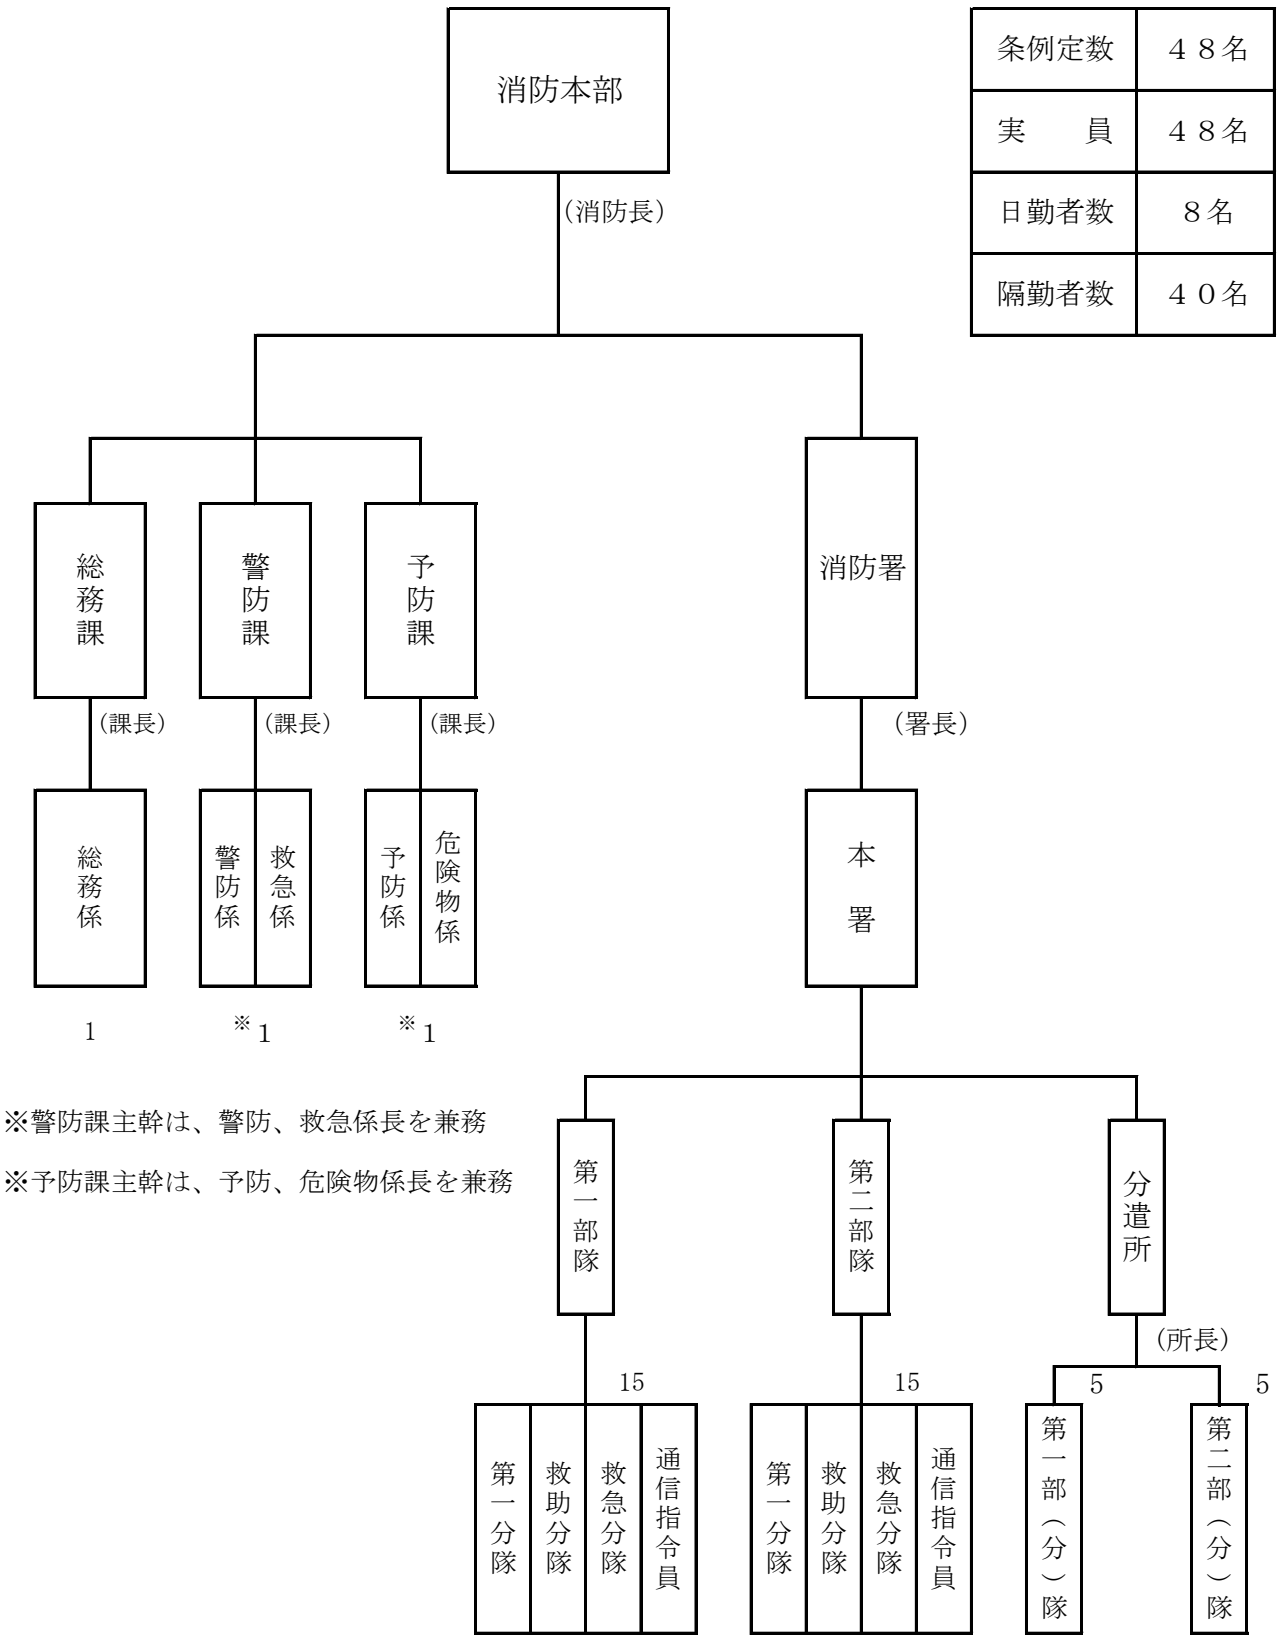 消防本部
条例定数 ４８名
実　　員 ４８名
日勤者数 ８名
隔勤者数 ４０名
（消防長）
総務課
警防課
予防課
消防署
（課長）
（課長）
（課長）
（署長）
総務係
警防係
救急係
予防係
危険物係
本署
1
※1
※1
※警防課主幹は、警防、救急係長を兼務
※予防課主幹は、予防、危険物係長を兼務
第一部隊
第二部隊
分遣所
（所長）
15
15
5
5
第一分隊
救助分隊
救急分隊
通信指令員
第一分隊
救助分隊
救急分隊
通信指令員
第一部（分）隊
第二部（分）隊